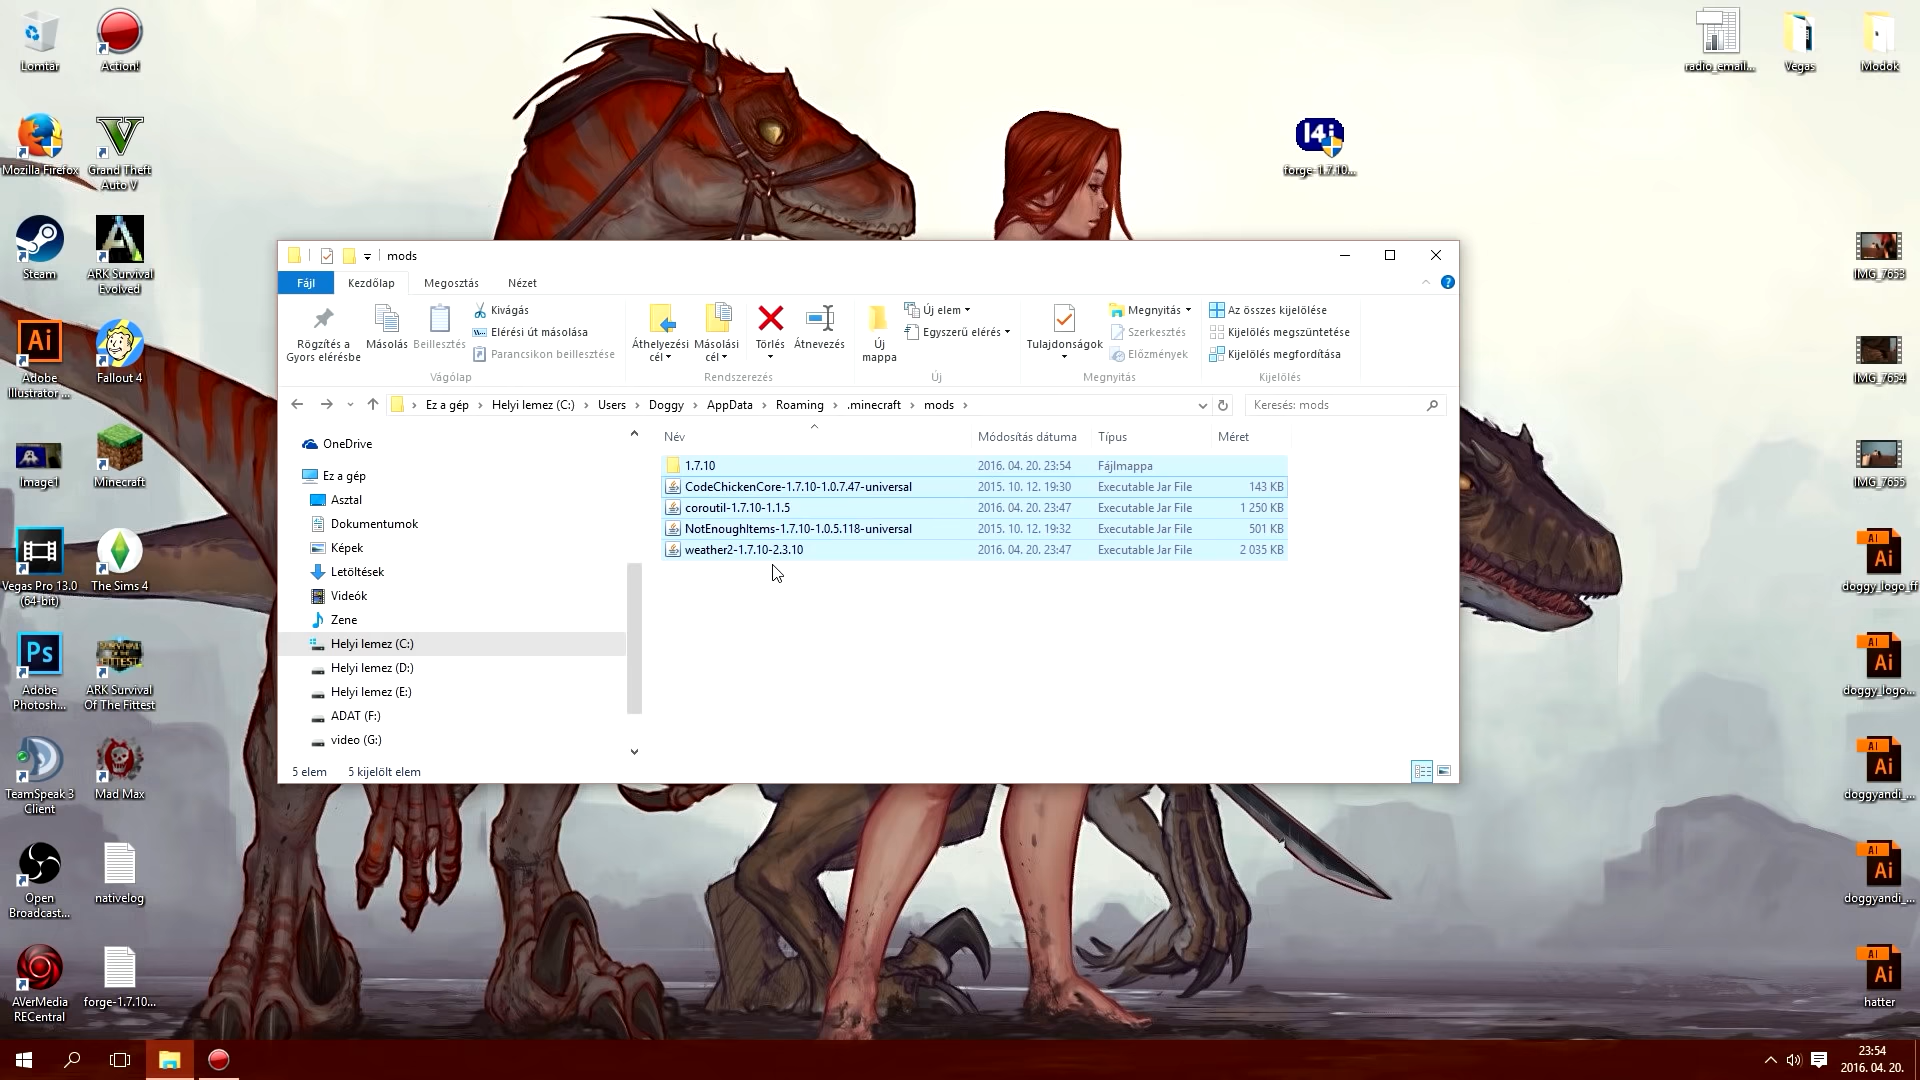 Lomtár
Action!
radio_email...
Vegas
Modok
Mozilla Firefox
Grand Theft
Auto V
14i
forge-1.7.10...
Steam
ARK Survival
Evolved
IMG_7653
mods
Fájl
Kezdőlap
Megosztás
Nézet
Rögzítés a
Gyors elérésbe
Másolás
Beillesztés
Kivágás
Elérési út másolása
Parancsikon beillesztése
Vágólap
Áthelyezési
cél
Másolási
cél
Törlés
Átnevezés
Rendszerezés
Új
mappa
Új elem
Egyszerű elérés
Új
Tulajdonságok
Megnyitás
Szerkesztés
Előzmények
Megnyitás
Az összes kijelölése
Kijelölés megszüntetése
Kijelölés megfordítása
Kijelölés
Ez a gép
Helyi lemez (C:)
Users
Doggy
AppData
Roaming
.minecraft
mods
Keresés: mods
Név
Módosítás dátuma
Típus
Méret
1.7.10 2016. 04. 20. 23:54 Fájlmappa
CodeChickenCore-1.7.10-1.0.7.47-universal 2015. 10. 12. 19:30 Executable Jar File 143 KB
coroutil-1.7.10-1.1.5 2016. 04. 20. 23:47 Executable Jar File 1 250 KB
NotEnoughItems-1.7.10-1.0.5.118-universal 2015. 10. 12. 19:32 Executable Jar File 501 KB
weather2-1.7.10-2.3.10 2016. 04. 20. 23:47 Executable Jar File 2 035 KB
OneDrive
Ez a gép
Asztal
Dokumentumok
Képek
Letöltések
Videók
Zene
Helyi lemez (C:)
Helyi lemez (D:)
Helyi lemez (E:)
ADAT (F:)
video (G:)
5 elem
5 kijelölt elem
Ai
Adobe
Illustrator ...
Fallout 4
IMG_7654
Image1
Minecraft
IMG_7655
Vegas Pro 13.0
(64-bit)
The Sims 4
Ai
doggy_logo_ff
Ps
Adobe
Photosh...
ARK Survival
Of The Fittest
Ai
doggy_logo...
TeamSpeak 3
Client
Mad Max
Ai
doggyandi_...
Open
Broadcast...
nativelog
Ai
doggyandi_...
AVerMedia
RECentral
forge-1.7.10...
Ai
hatter
23:54
2016. 04. 20.